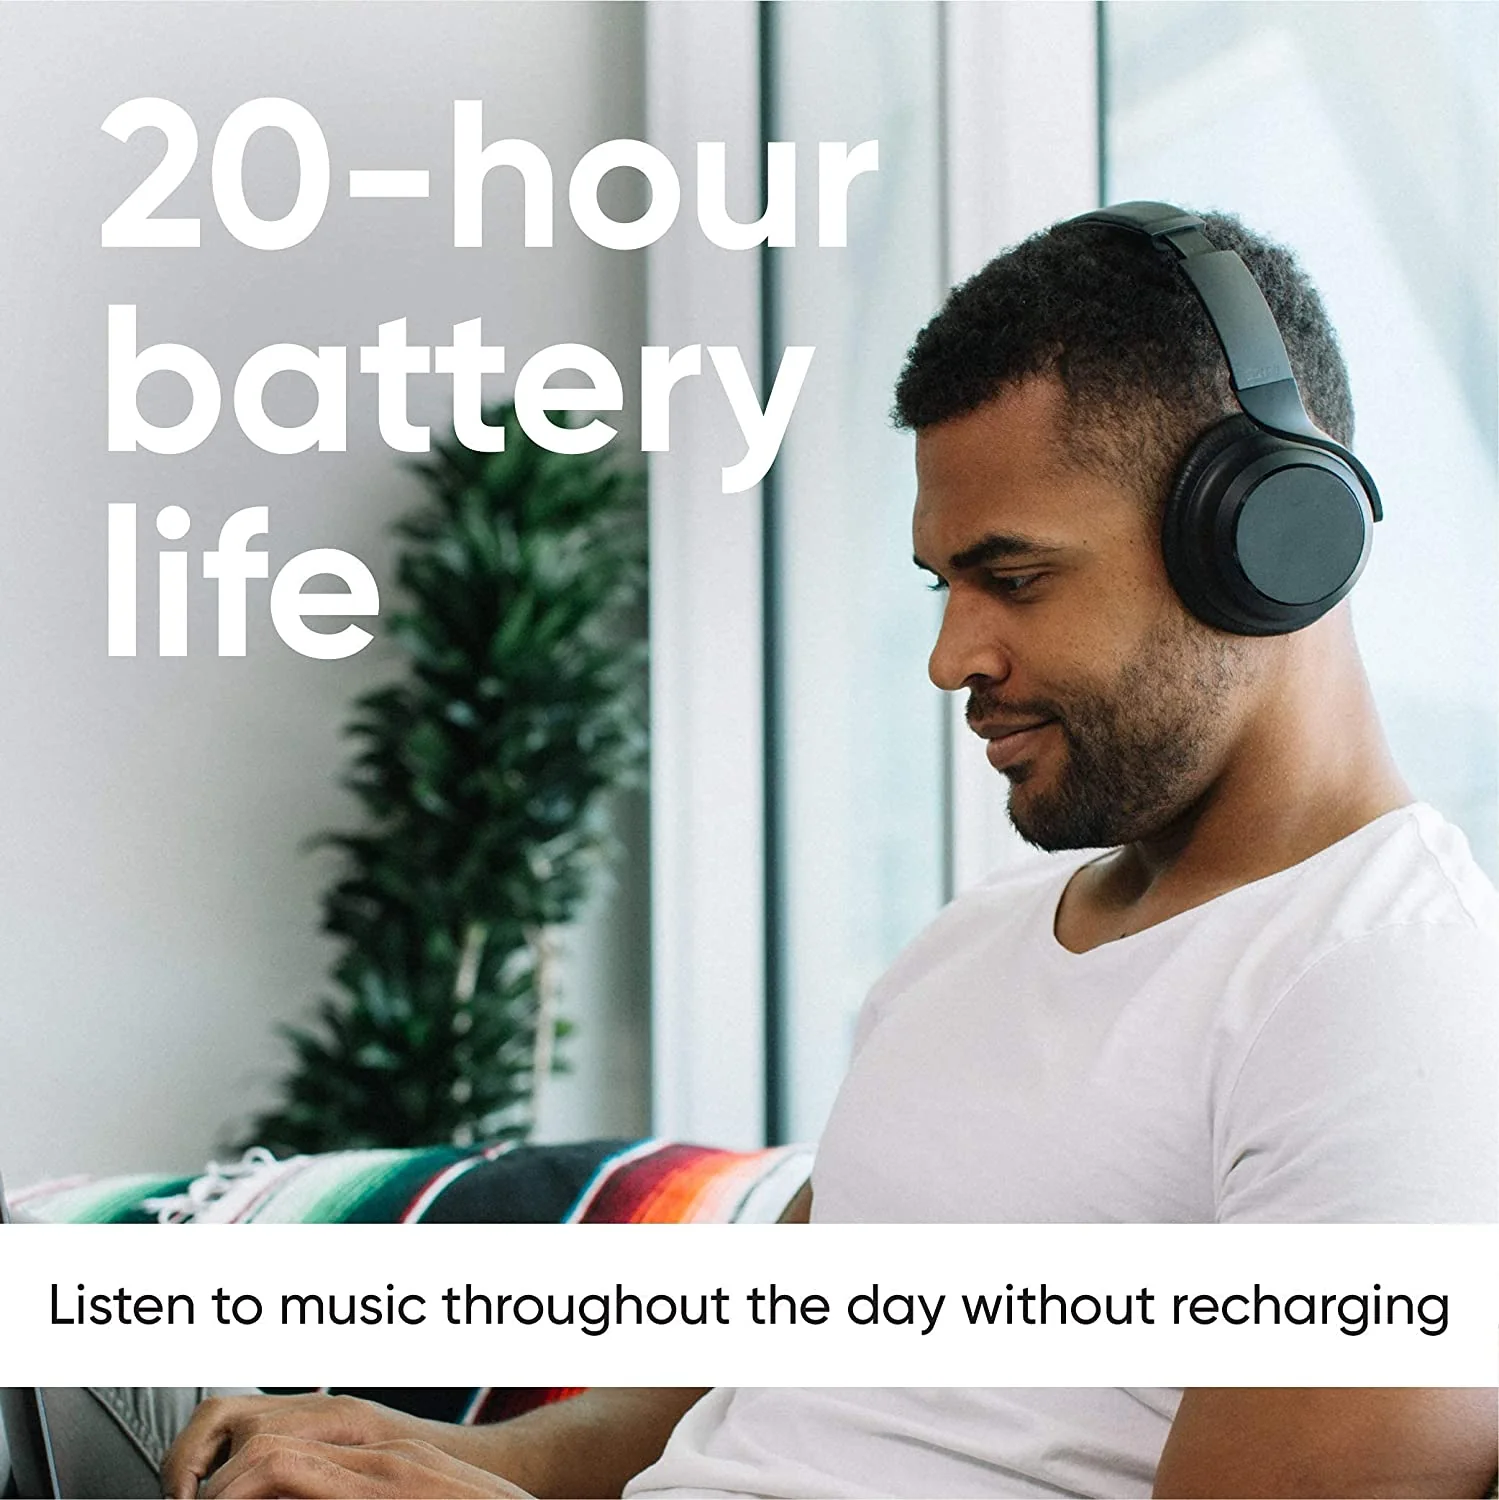 20-hour
battery
life
Listen to music throughout the day without recharging